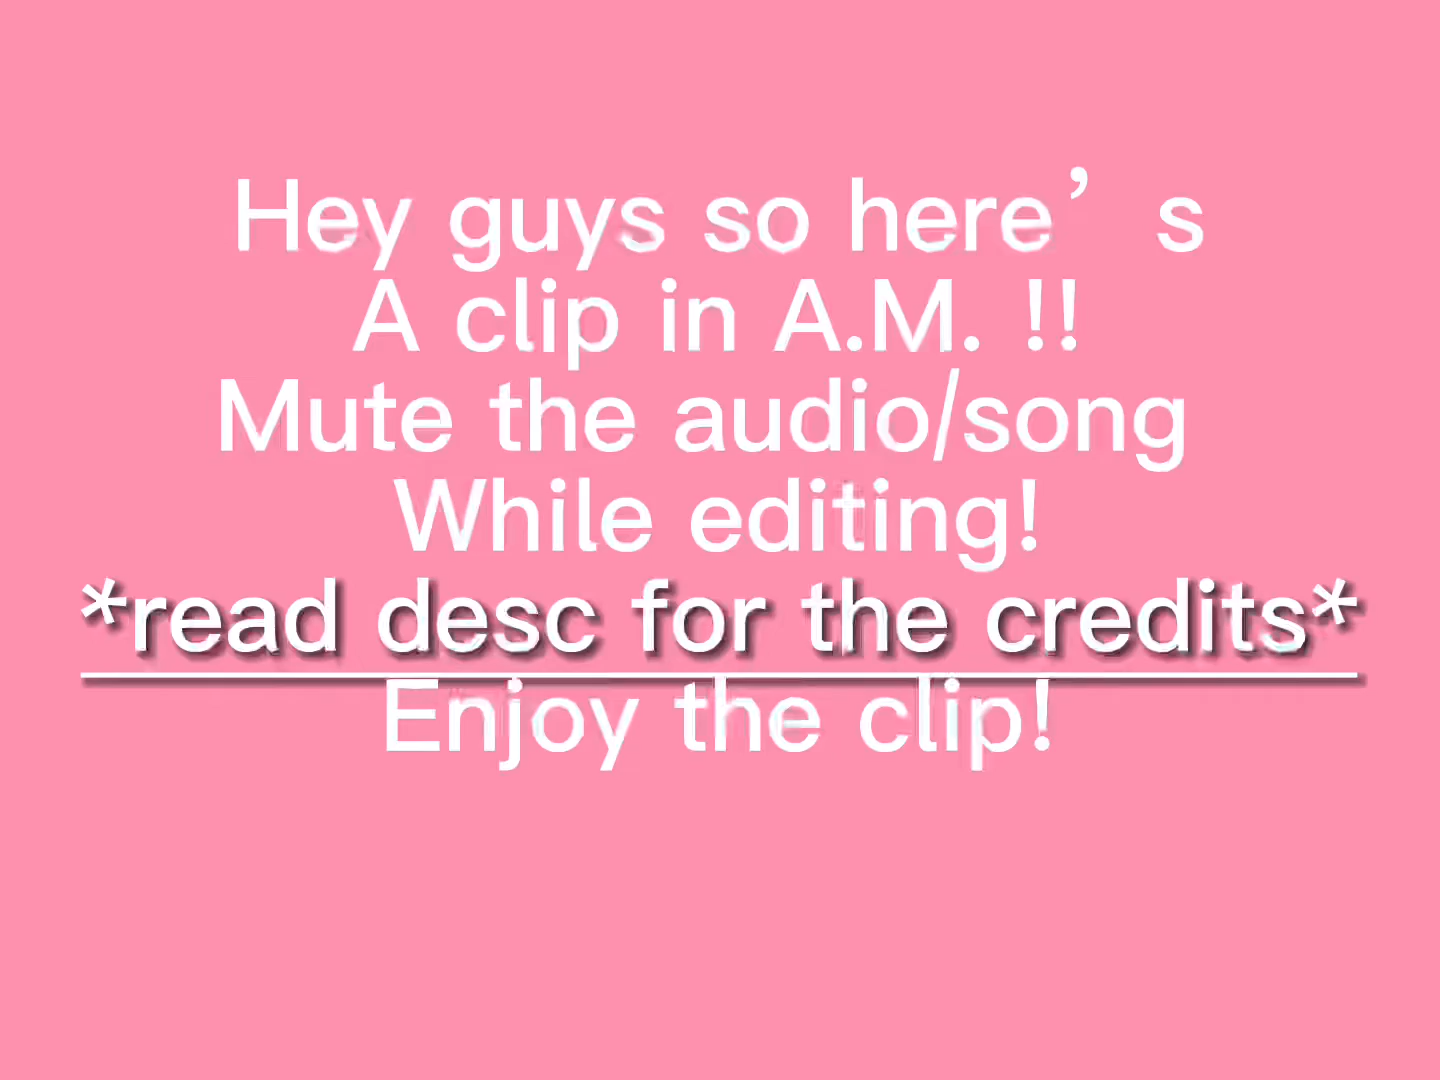 Hey guys so here’s
A clip in A.M. !!
Mute the audio/song
While editing!
*read desc for the credits*
Enjoy the clip!